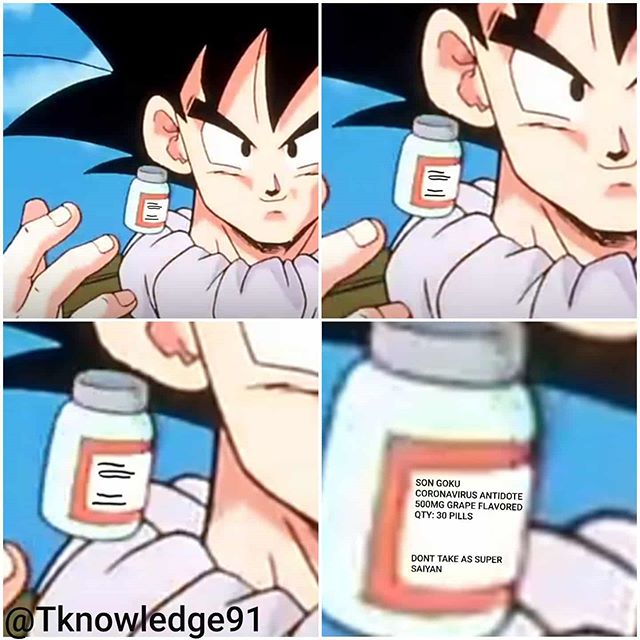 SON GOKU
CORONAVIRUS ANTIDOTE
500MG GRAPE FLAVORED
QTY: 30 PILLS
DONT TAKE AS SUPER
SAIYAN
@Tknowledge91